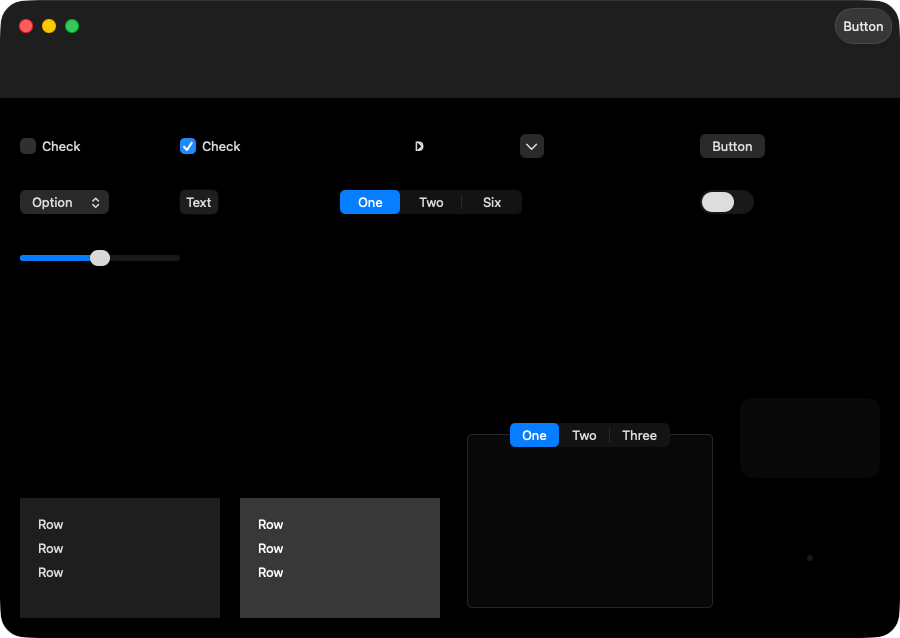 Button
Check
Check
Button
Option
Text
One
Two
Six
One
Two
Three
Row
Row
Row
Row
Row
Row